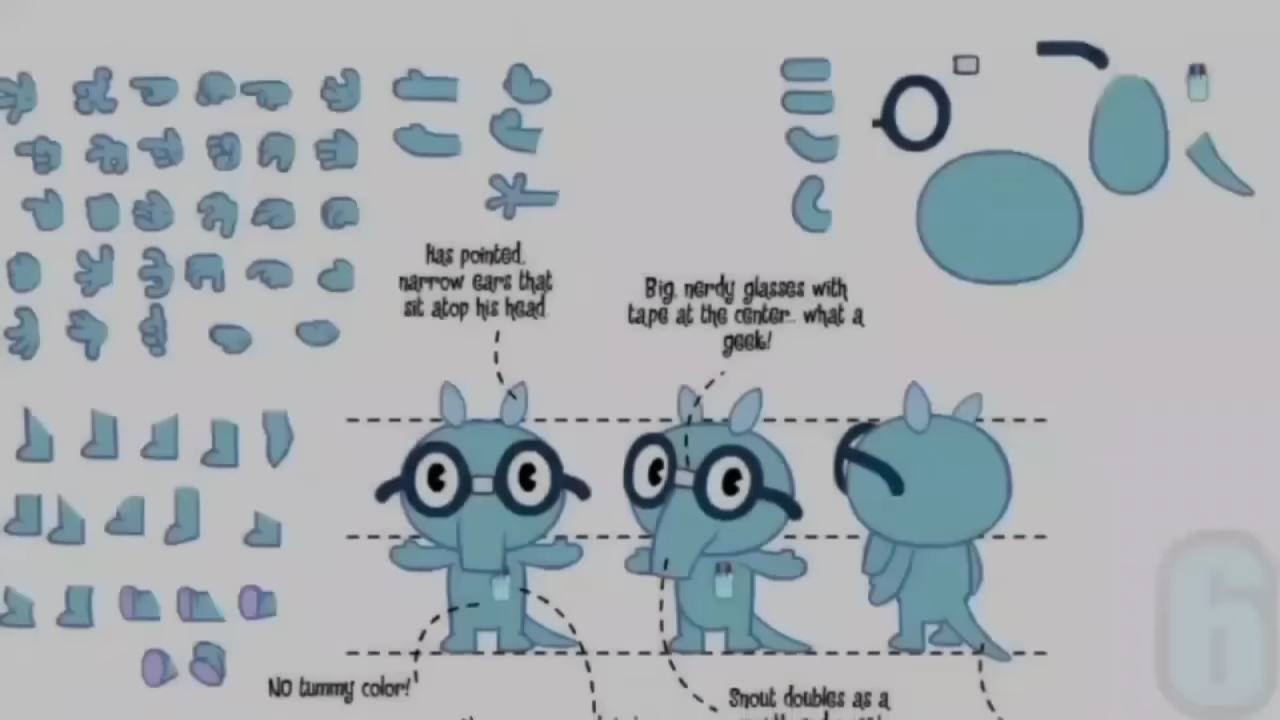 Has pointed,
narrow ears that
sit atop his head.
Big, nerdy glasses with
tape at the center... what a
geek!
No tummy color!
Snout doubles as a
6